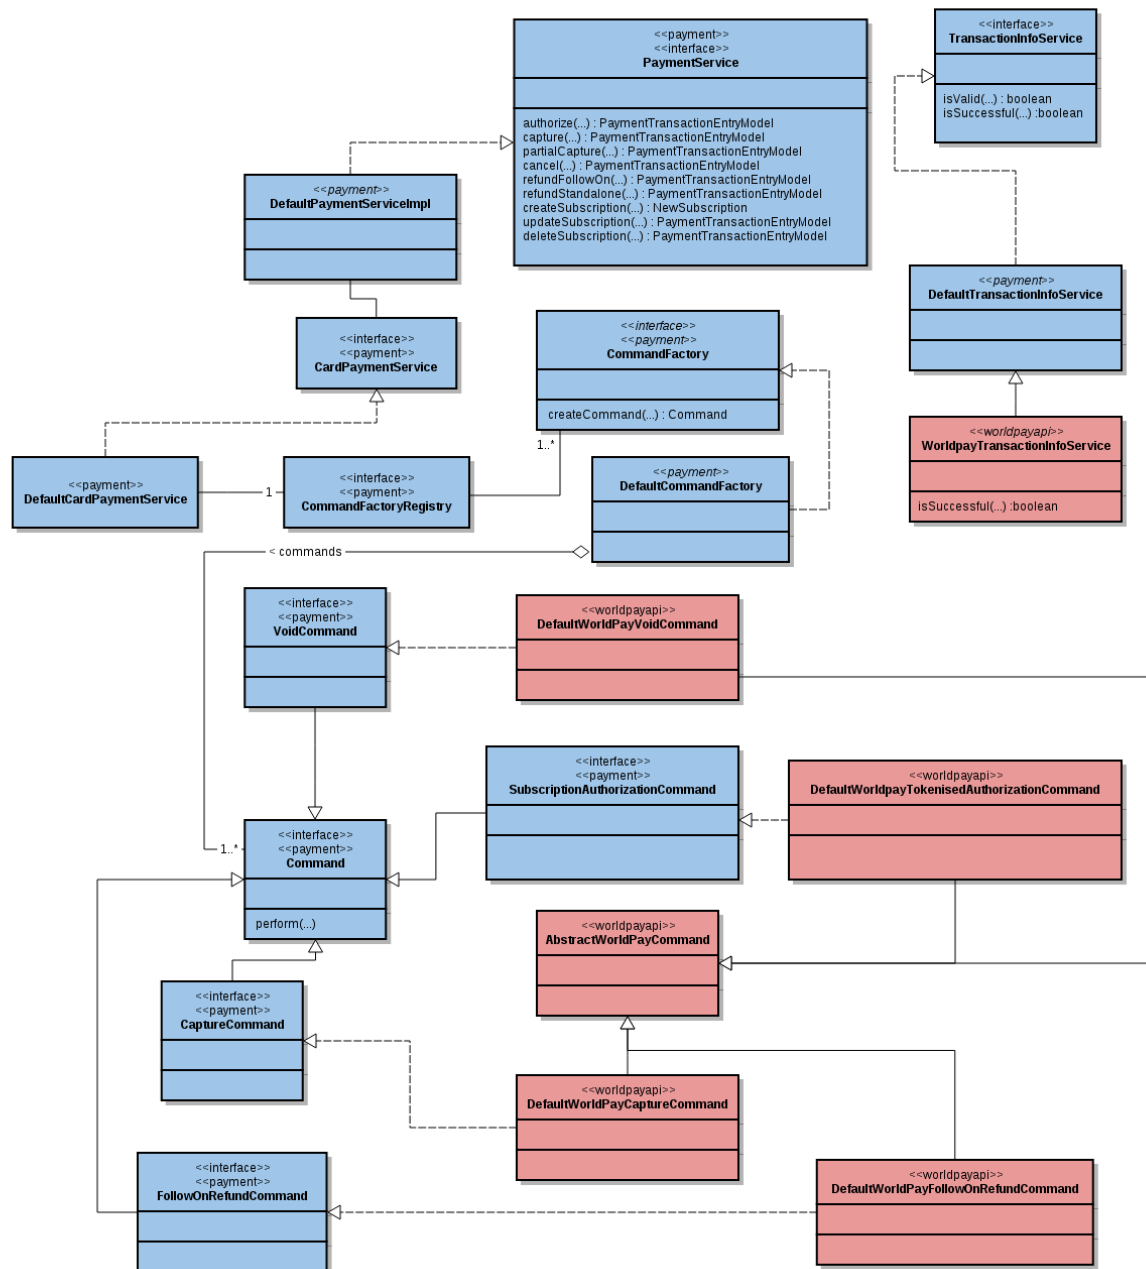 <<payment>>
<<interface>>
PaymentService
authorize(...) : PaymentTransactionEntryModel
capture(...) : PaymentTransactionEntryModel
partialCapture(...) : PaymentTransactionEntryModel
cancel(...) : PaymentTransactionEntryModel
refundFollowOn(...) : PaymentTransactionEntryModel
refundStandalone(...) : PaymentTransactionEntryModel
createSubscription(...) : NewSubscription
updateSubscription(...) : PaymentTransactionEntryModel
deleteSubscription(...) : PaymentTransactionEntryModel
<<interface>>
TransactionInfoService
isValid(...) : boolean
isSuccessful(...) :boolean
<<payment>>
DefaultPaymentServiceImpl
<<payment>>
DefaultTransactionInfoService
<<interface>>
<<payment>>
CardPaymentService
<<interface>>
<<payment>>
CommandFactory
createCommand(...) : Command
1..*
<<worldpayapi>>
WorldpayTransactionInfoService
isSuccessful(...) :boolean
<<payment>>
DefaultCardPaymentService
1
<<interface>>
<<payment>>
CommandFactoryRegistry
<<payment>>
DefaultCommandFactory
< commands
<<interface>>
<<payment>>
VoidCommand
<<worldpayapi>>
DefaultWorldPayVoidCommand
<<interface>>
<<payment>>
SubscriptionAuthorizationCommand
<<worldpayapi>>
DefaultWorldpayTokenisedAuthorizationCommand
1..*
<<interface>>
<<payment>>
Command
perform(...)
<<worldpayapi>>
AbstractWorldPayCommand
<<interface>>
<<payment>>
CaptureCommand
<<worldpayapi>>
DefaultWorldPayCaptureCommand
<<interface>>
<<payment>>
FollowOnRefundCommand
<<worldpayapi>>
DefaultWorldPayFollowOnRefundCommand